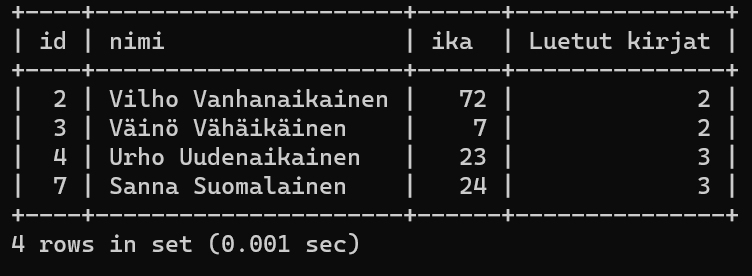 +----+-----------------------+------+----------------+
| id | nimi                  | ika  | Luetut kirjat |
+----+-----------------------+------+----------------+
|  2 | Vilho Vanhanaikainen |   72 |             2 |
|  3 | Väinö Vähäikäinen    |    7 |             2 |
|  4 | Urho Uudenaikainen   |   23 |             3 |
|  7 | Sanna Suomalainen    |   24 |             3 |
+----+-----------------------+------+----------------+
4 rows in set (0.001 sec)